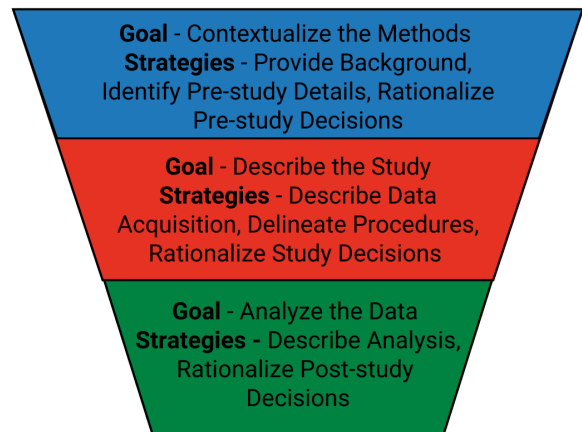 Goal - Contextualize the Methods
Strategies - Provide Background,
Identify Pre-study Details, Rationalize
Pre-study Decisions
Goal - Describe the Study
Strategies - Describe Data
Acquisition, Delineate Procedures,
Rationalize Study Decisions
Goal - Analyze the Data
Strategies - Describe Analysis,
Rationalize Post-study
Decisions